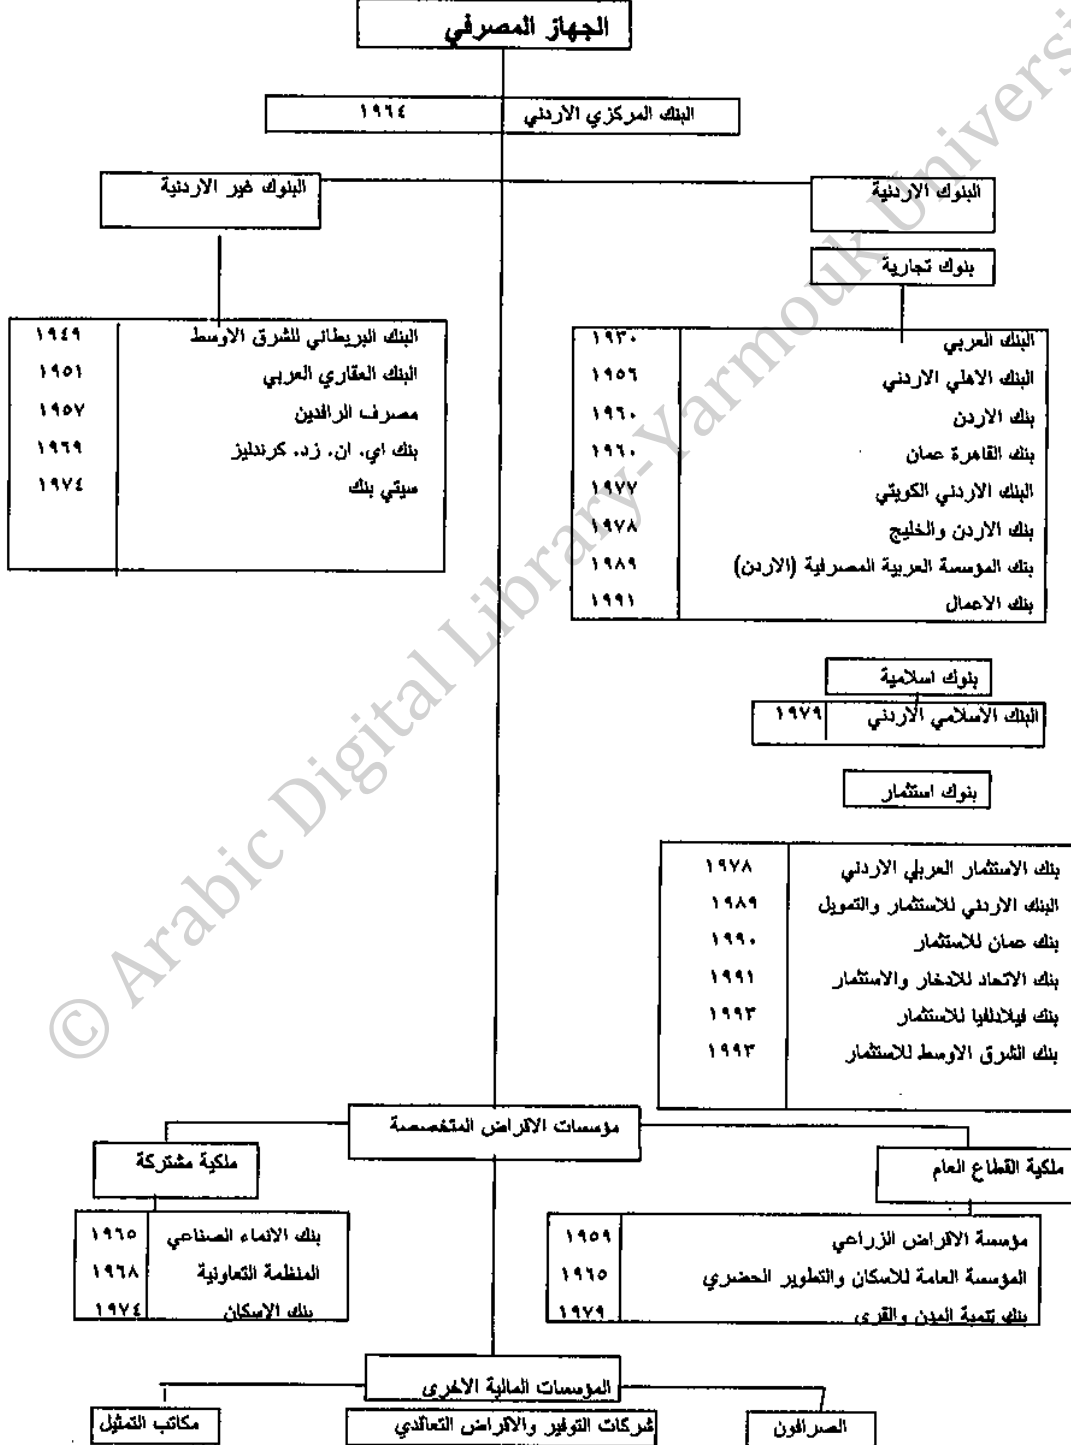 الجهاز المصرفي
البنك المركزي الاردني ١٩٦٤
البنوك الاردنية
البنوك غير الاردنية
بنوك تجارية
البنك العربي ١٩٣٠
البنك الاهلي الاردني ١٩٥٦
بنك الاردن ١٩٦٠
بنك القاهرة عمان ١٩٦٠
البنك الاردني الكويتي ١٩٧٧
بنك الاردن والخليج ١٩٧٨
بنك المؤسسة العربية المصرفية (الاردن) ١٩٨٩
بنك الاعمال ١٩٩١
البنك البريطاني للشرق الاوسط ١٩٤٩
البنك العقاري العربي ١٩٥١
مصرف الرافدين ١٩٥٧
بنك اي. ان. زد. كرندليز ١٩٦٩
سيتي بنك ١٩٧٤
بنوك اسلامية
البنك الاسلامي الاردني ١٩٧٩
بنوك استثمار
بنك الاستثمار العربي الاردني ١٩٧٨
البنك الاردني للاستثمار والتمويل ١٩٨٩
بنك عمان للاستثمار ١٩٩٠
بنك الاتحاد للادخار والاستثمار ١٩٩١
بنك فيلادلفيا للاستثمار ١٩٩٣
بنك الشرق الاوسط للاستثمار ١٩٩٣
مؤسسات الاقراض المتخصصة
ملكية القطاع العام
ملكية مشتركة
مؤسسة الاقراض الزراعي ١٩٥٩
المؤسسة العامة للاسكان والتطوير الحضري ١٩٦٥
بنك تنمية المدن والقرى ١٩٧٩
بنك الانماء الصناعي ١٩٦٥
المنظمة التعاونية ١٩٦٨
بنك الإسكان ١٩٧٤
المؤسسات المالية الاخرى
الصرافون
شركات التوفير والاقراض التعاقدي
مكاتب التمثيل
© Arabic Digital Library-Yarmouk Universi